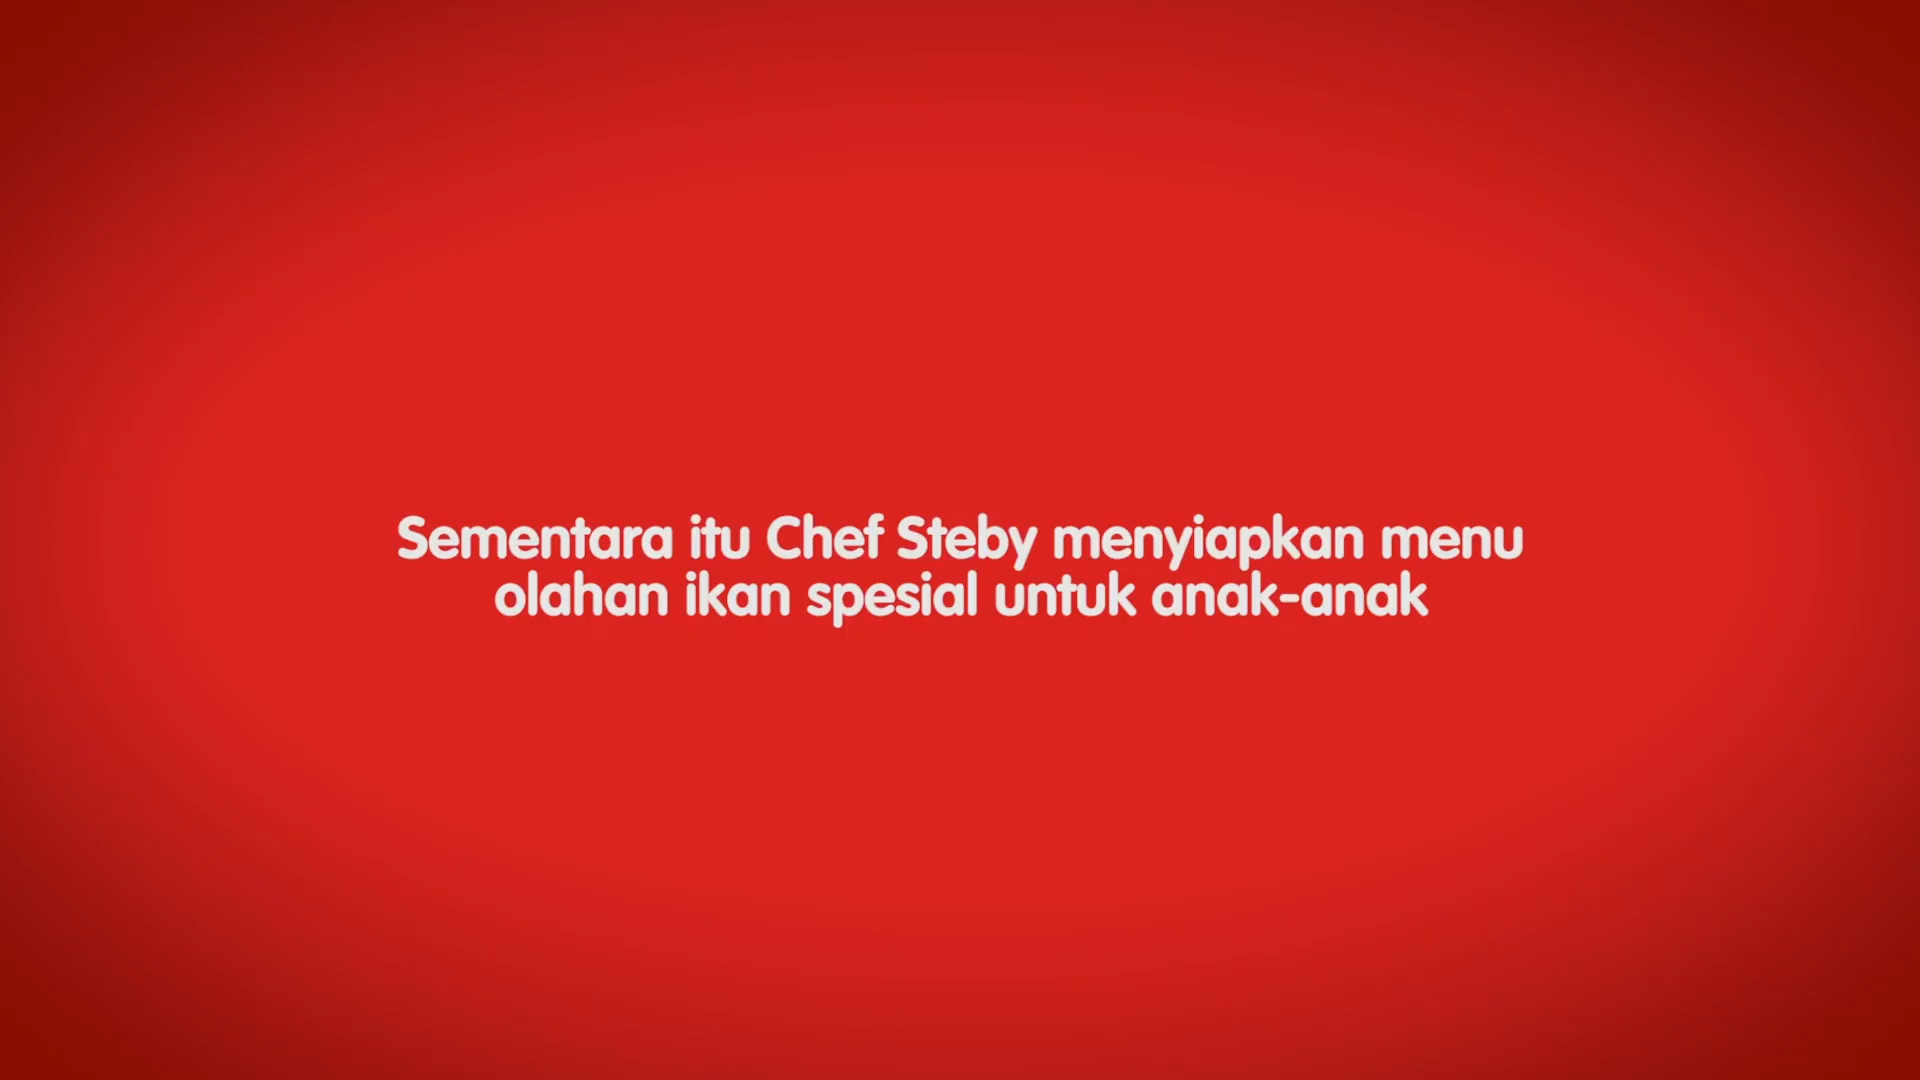 Sementara itu Chef Steby menyiapkan menu
olahan ikan spesial untuk anak-anak